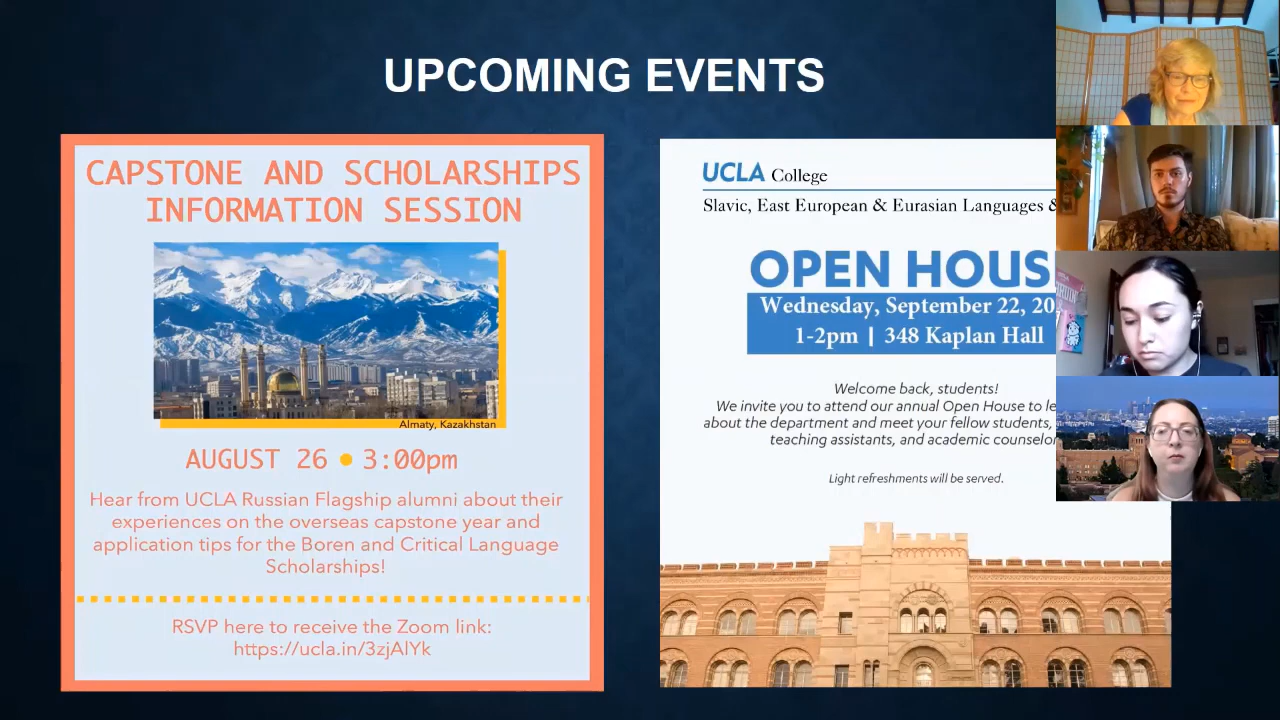 UPCOMING EVENTS
CAPSTONE AND SCHOLARSHIPS
INFORMATION SESSION
Almaty, Kazakhstan
AUGUST 26 • 3:00pm
Hear from UCLA Russian Flagship alumni about their
experiences on the overseas capstone year and
application tips for the Boren and Critical Language
Scholarships!
RSVP here to receive the Zoom link:
https://ucla.in/3zjAlYk
UCLA College
Slavic, East European & Eurasian Languages &
OPEN HOUS
Wednesday, September 22, 20
1-2pm | 348 Kaplan Hall
Welcome back, students!
We invite you to attend our annual Open House to le
about the department and meet your fellow students,
teaching assistants, and academic counselor
Light refreshments will be served.